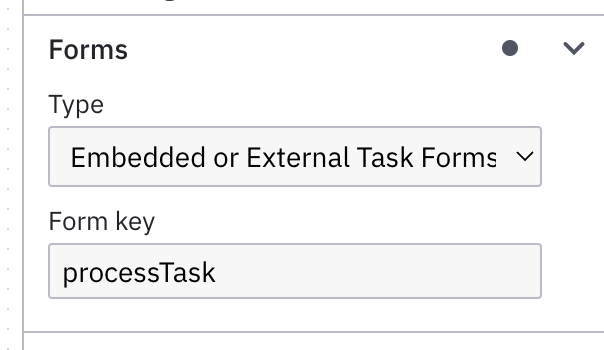 Forms
Type
Embedded or External Task Forms
Form key
processTask